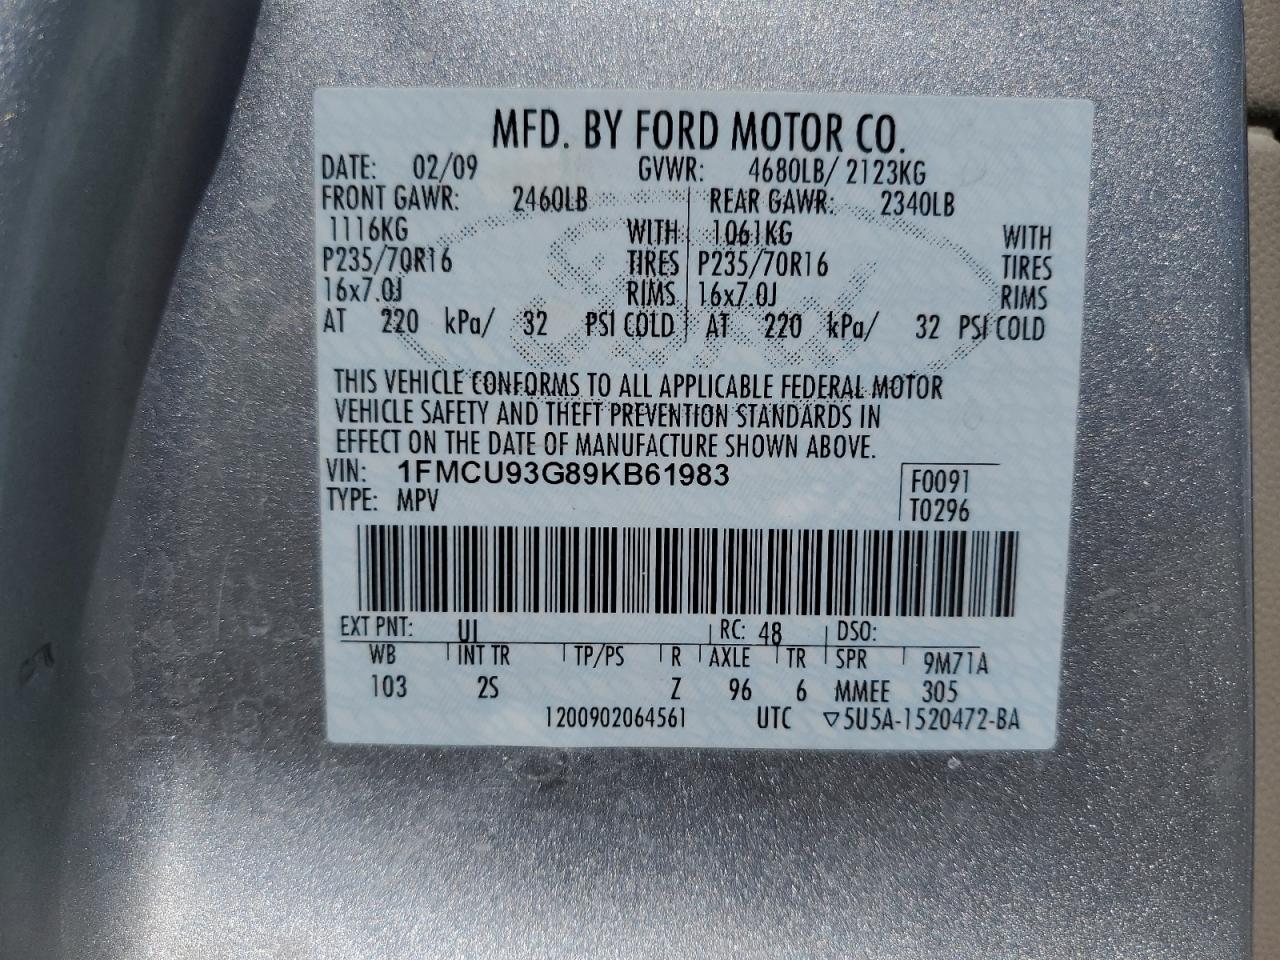 MFD. BY FORD MOTOR CO.
DATE: 02/09 GVWR: 4680LB/ 2123KG
FRONT GAWR: 2460LB REAR GAWR: 2340LB
1116KG WITH 1061KG WITH
P235/70R16 TIRES P235/70R16 TIRES
16x7.0J RIMS 16x7.0J RIMS
AT 220 kPa/ 32 PSI COLD AT 220 kPa/ 32 PSI COLD
THIS VEHICLE CONFORMS TO ALL APPLICABLE FEDERAL MOTOR
VEHICLE SAFETY AND THEFT PREVENTION STANDARDS IN
EFFECT ON THE DATE OF MANUFACTURE SHOWN ABOVE.
VIN: 1FMCU93G89KB61983
TYPE: MPV
F0091
T0296
EXT PNT: UI RC: 48 DSO:
WB INT TR TP/PS R AXLE TR SPR 9M71A
103 2S Z 96 6 MMEE 305
1200902064561 UTC ▽5U5A-1520472-BA